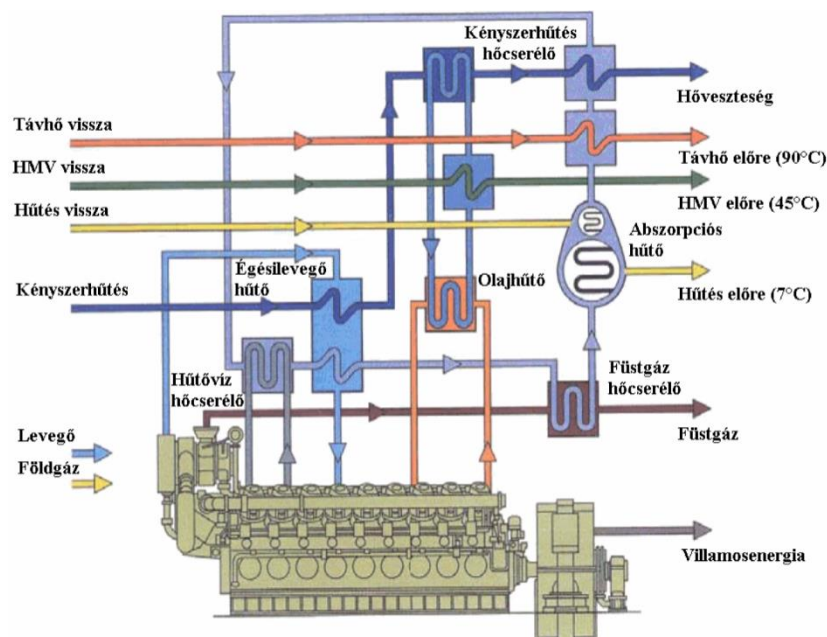 Kényszerhűtés
hőcserélő
Hőveszteség
Távhő vissza
Távhő előre (90°C)
HMV vissza
HMV előre (45°C)
Hűtés vissza
Abszorpciós
hűtő
Égésilevegő
hűtő
Olajhűtő
Kényszerhűtés
Hűtés előre (7°C)
Hűtővíz
hőcserélő
Füstgáz
hőcserélő
Füstgáz
Levegő
Földgáz
Villamosenergia